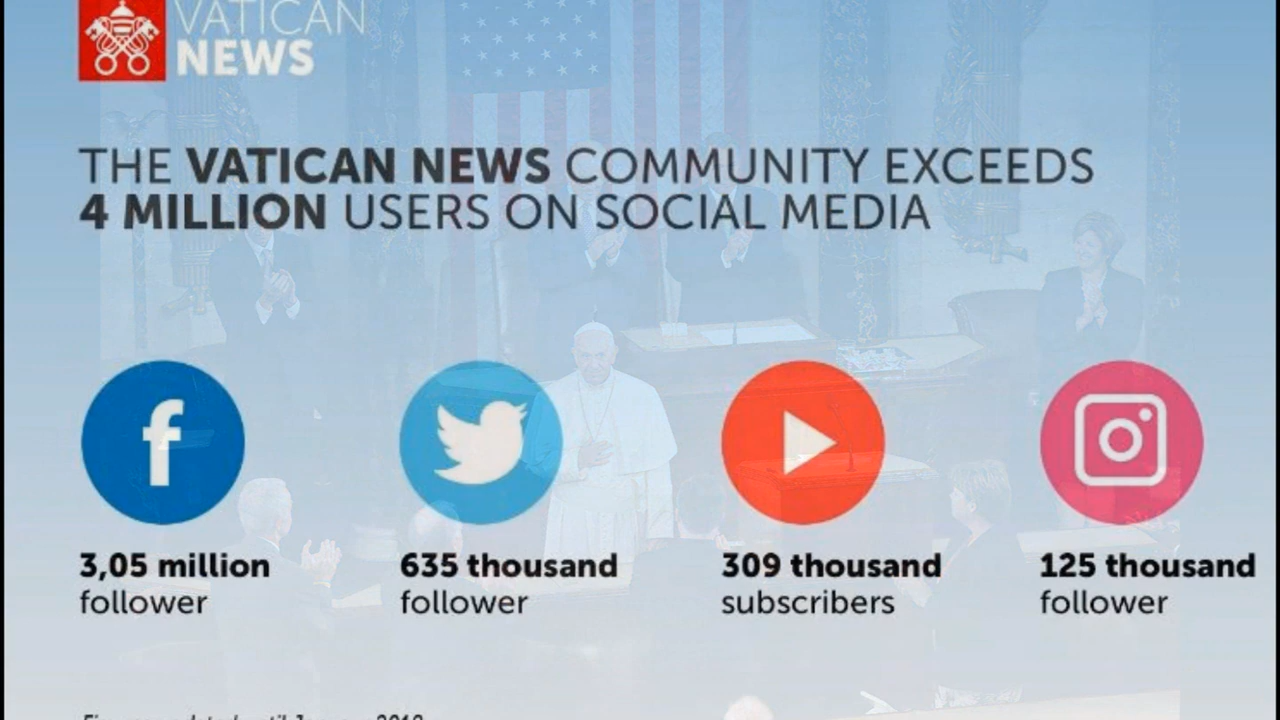 VATICAN
NEWS
THE VATICAN NEWS COMMUNITY EXCEEDS
4 MILLION USERS ON SOCIAL MEDIA
3,05 million
follower
635 thousand
follower
309 thousand
subscribers
125 thousand
follower